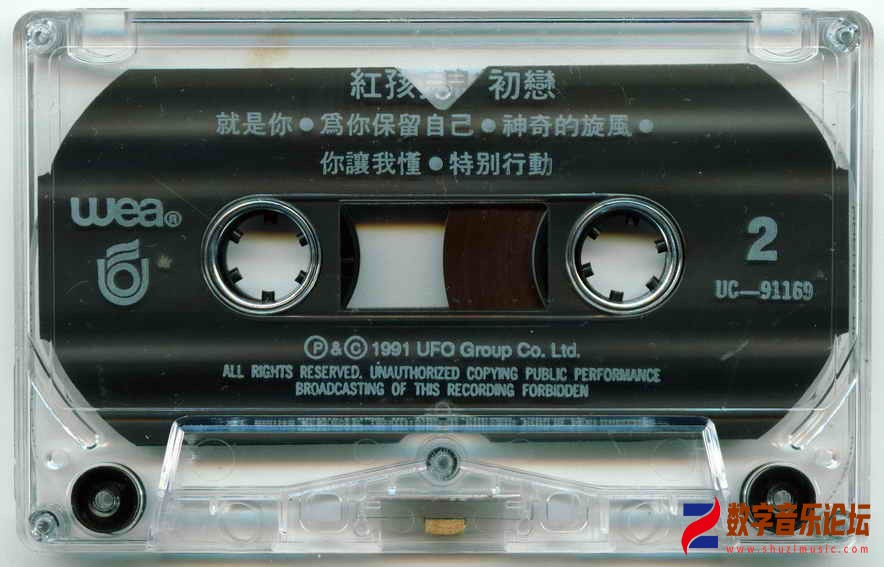 紅孩 初戀
就是你●為你保留自己●神奇的旋風●
你讓我懂●特別行動
wea®
2
UC—91169
Ⓟ&Ⓒ 1991 UFO Group Co. Ltd.
ALL RIGHTS RESERVED. UNAUTHORIZED COPYING PUBLIC PERFORMANCE
BROADCASTING OF THIS RECORDING FORBIDDEN
数字音乐论坛
www.shuzimusic.com